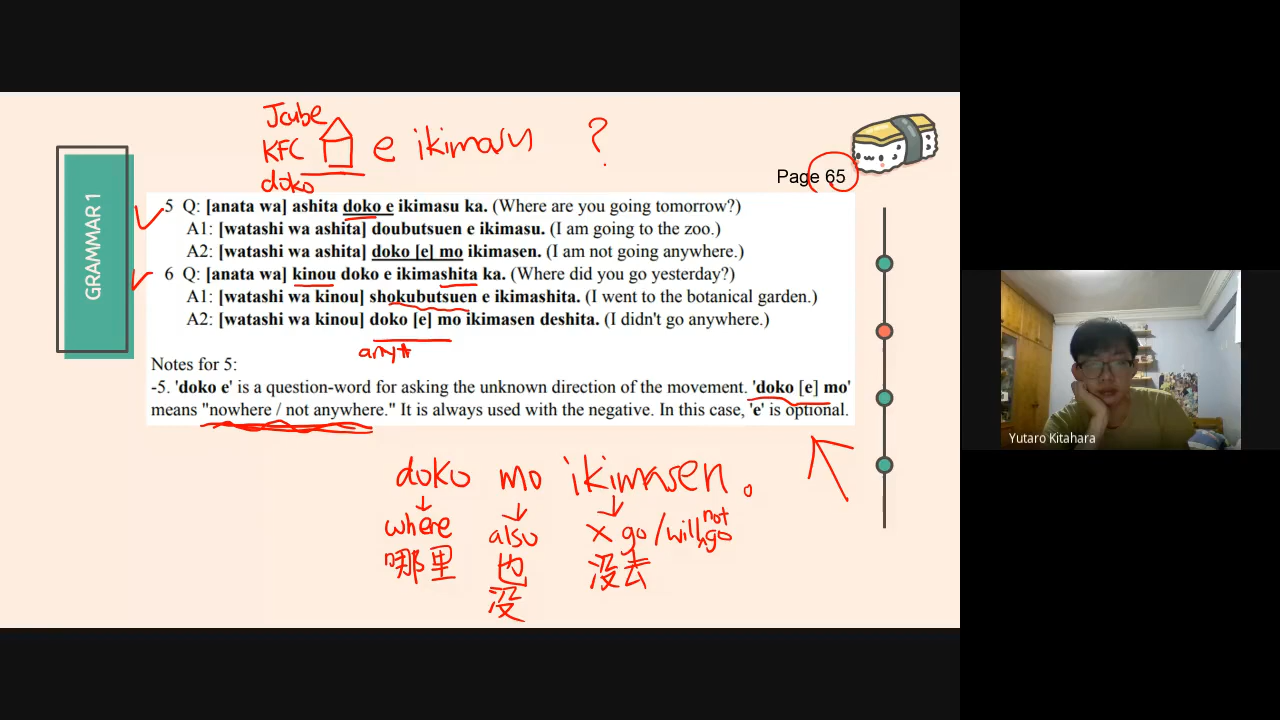 GRAMMAR 1
Jcube
KFC
doko
e ikimasu ?
Page 65
5 Q: [anata wa] ashita doko e ikimasu ka. (Where are you going tomorrow?)
A1: [watashi wa ashita] doubutsuen e ikimasu. (I am going to the zoo.)
A2: [watashi wa ashita] doko [e] mo ikimasen. (I am not going anywhere.)
6 Q: [anata wa] kinou doko e ikimashita ka. (Where did you go yesterday?)
A1: [watashi wa kinou] shokubutsuen e ikimashita. (I went to the botanical garden.)
A2: [watashi wa kinou] doko [e] mo ikimasen deshita. (I didn't go anywhere.)
Notes for 5:
-5. 'doko e' is a question-word for asking the unknown direction of the movement. 'doko [e] mo'
means "nowhere / not anywhere." It is always used with the negative. In this case, 'e' is optional.
doko mo ikimasen。
where also x go/will not go
哪里 也 没去
没
Yutaro Kitahara